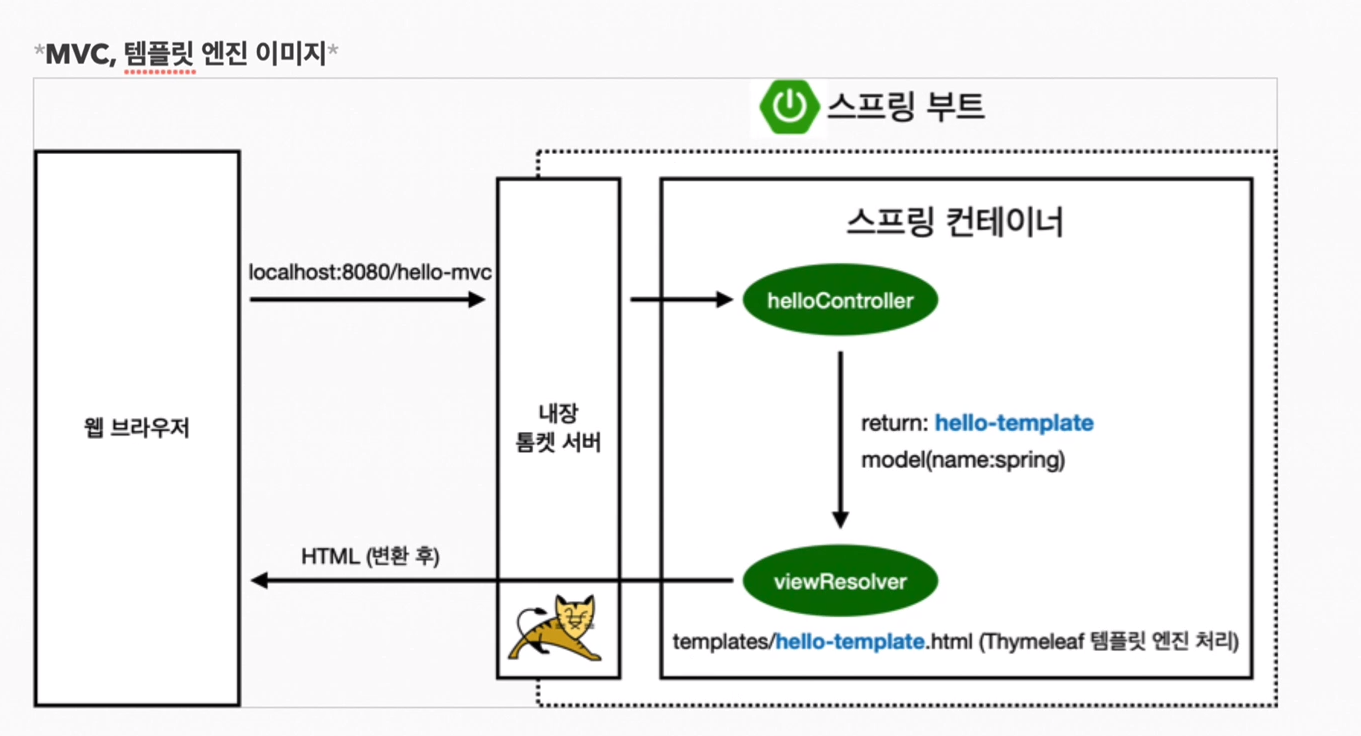 *MVC, 템플릿 엔진 이미지*
스프링 부트
스프링 컨테이너
localhost:8080/hello-mvc
helloController
웹 브라우저
내장
톰켓 서버
return: hello-template
model(name:spring)
HTML (변환 후)
viewResolver
templates/hello-template.html (Thymeleaf 템플릿 엔진 처리)